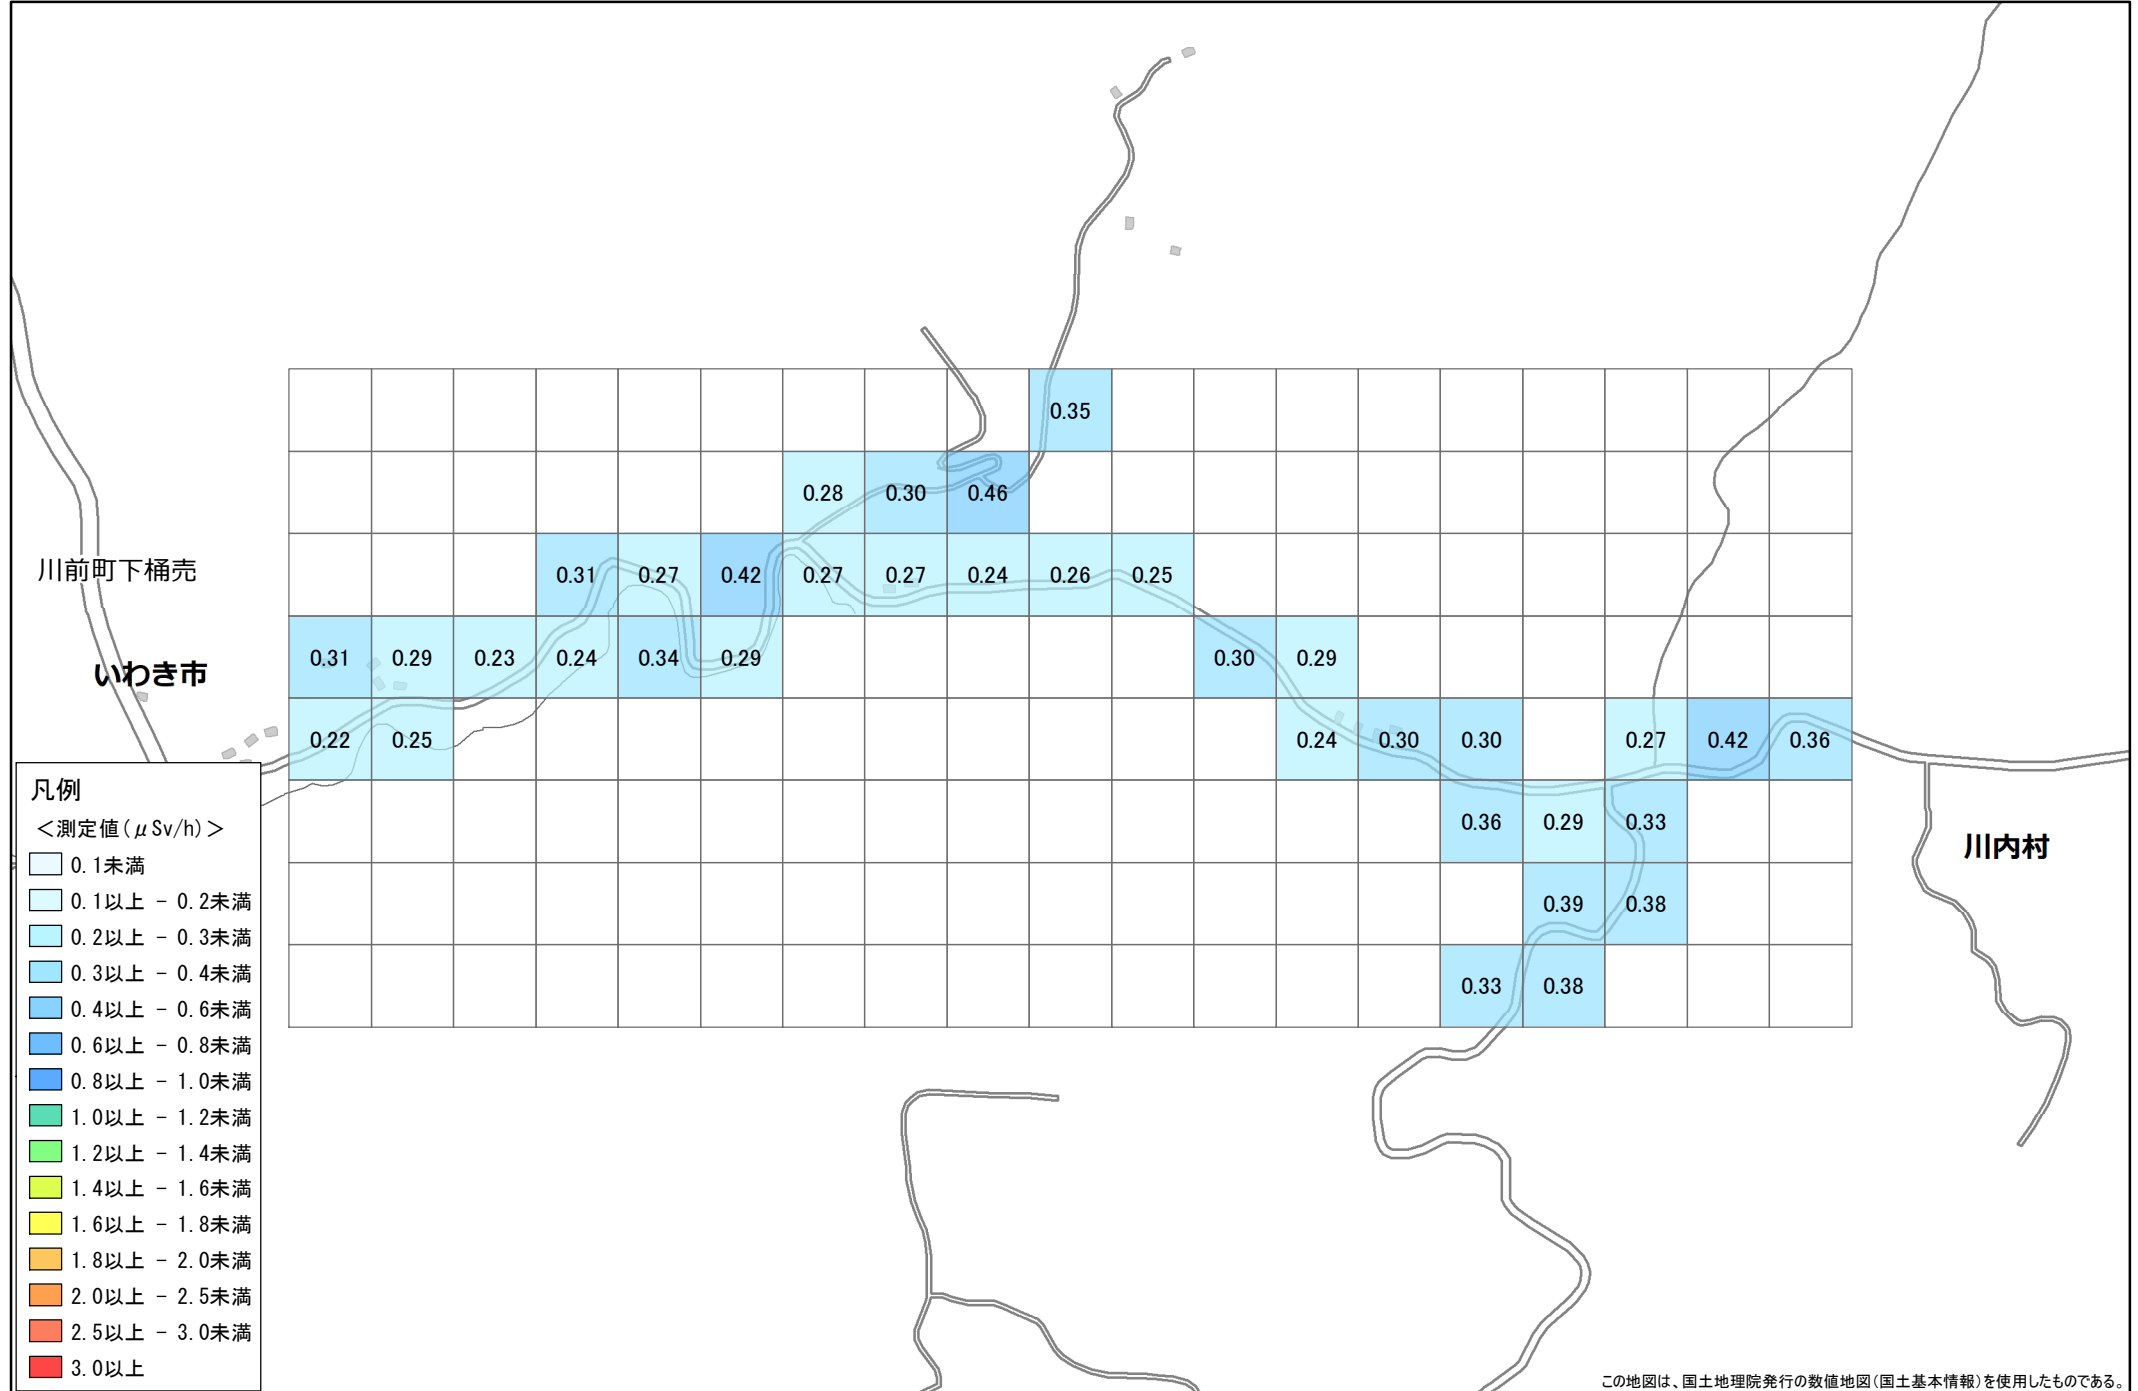 0.35
0.28 0.30 0.46
川前町下桶売
0.31 0.27 0.42 0.27 0.27 0.24 0.26 0.25
いわき市
0.31 0.29 0.23 0.24 0.34 0.29 0.30 0.29
0.22 0.25 0.24 0.30 0.30 0.27 0.42 0.36
0.36 0.29 0.33
川内村
0.39 0.38
0.33 0.38
凡例
＜測定値(μSv/h)＞
0.1未満
0.1以上 － 0.2未満
0.2以上 － 0.3未満
0.3以上 － 0.4未満
0.4以上 － 0.6未満
0.6以上 － 0.8未満
0.8以上 － 1.0未満
1.0以上 － 1.2未満
1.2以上 － 1.4未満
1.4以上 － 1.6未満
1.6以上 － 1.8未満
1.8以上 － 2.0未満
2.0以上 － 2.5未満
2.5以上 － 3.0未満
3.0以上
この地図は、国土地理院発行の数値地図(国土基本情報)を使用したものである。